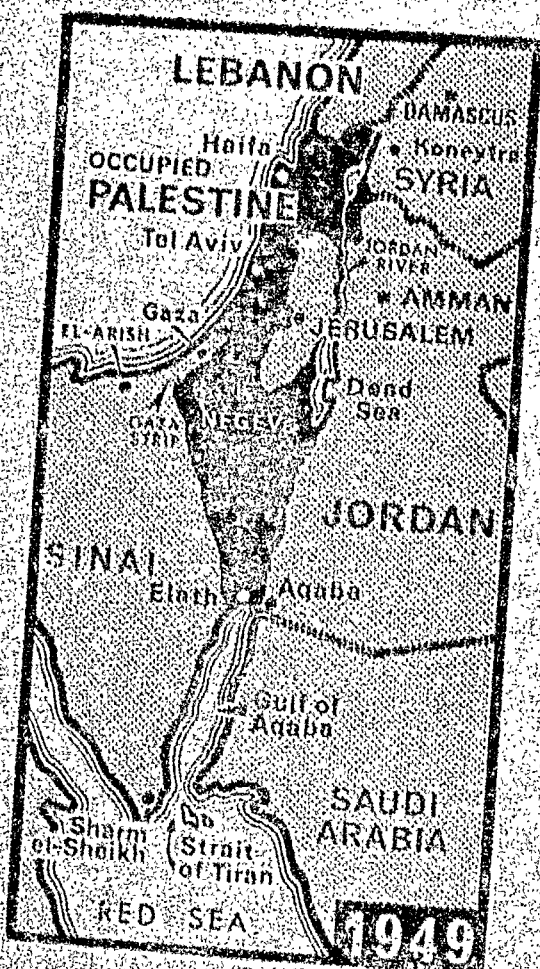 LEBANON
DAMASCUS
Haifa
Koneytra
OCCUPIED
SYRIA
PALESTINE
Tel Aviv
JORDAN
RIVER
AMMAN
Gaza
EL-ARISH
JERUSALEM
Dead
Sea
GAZA
STRIP
NEGEV
JORDAN
SINAI
Elath
Aqaba
Gulf of
Aqaba
SAUDI
ARABIA
Sharm
el-Sheikh
Strait
of Tiran
RED SEA
1949